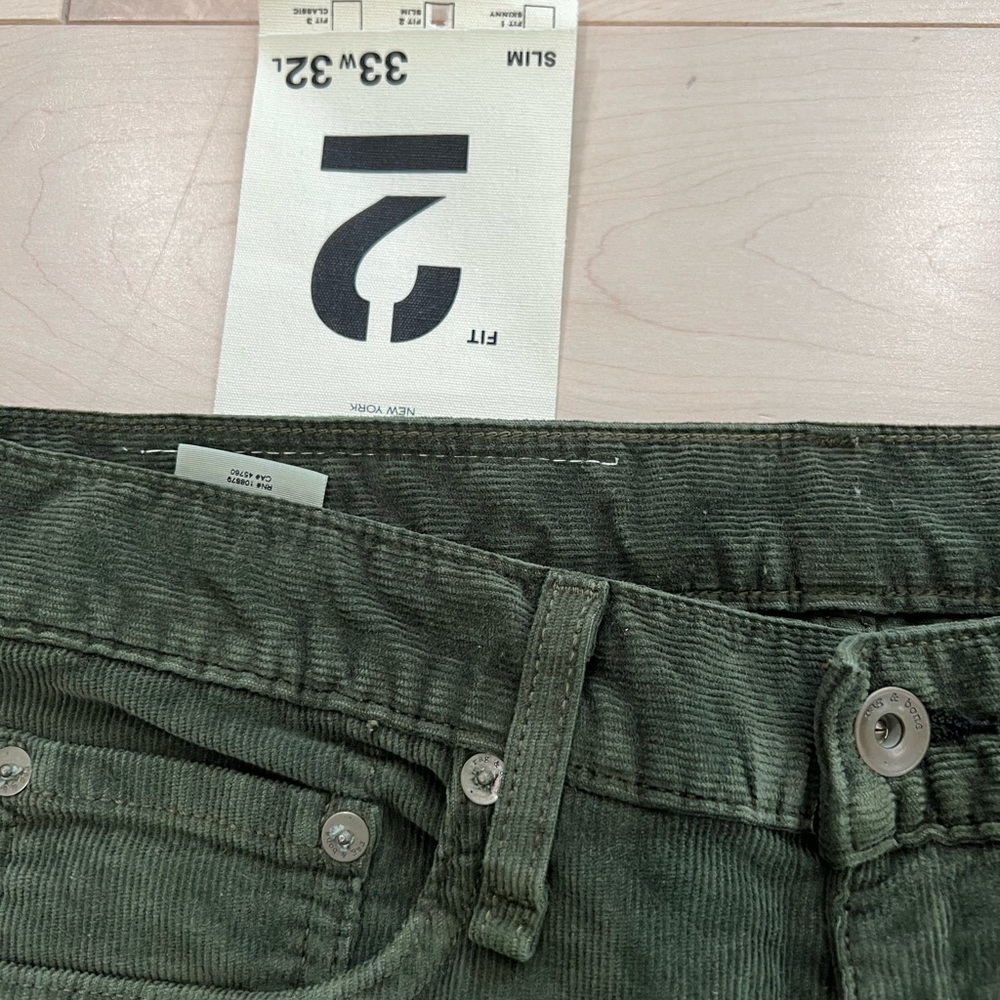 FIT 1
SKINNY
FIT 2
SLIM
FIT 3
CLASSIC
SLIM
33W 32L
2
FIT
NEW YORK
RN# 108879
CA# 45760
rag & bone